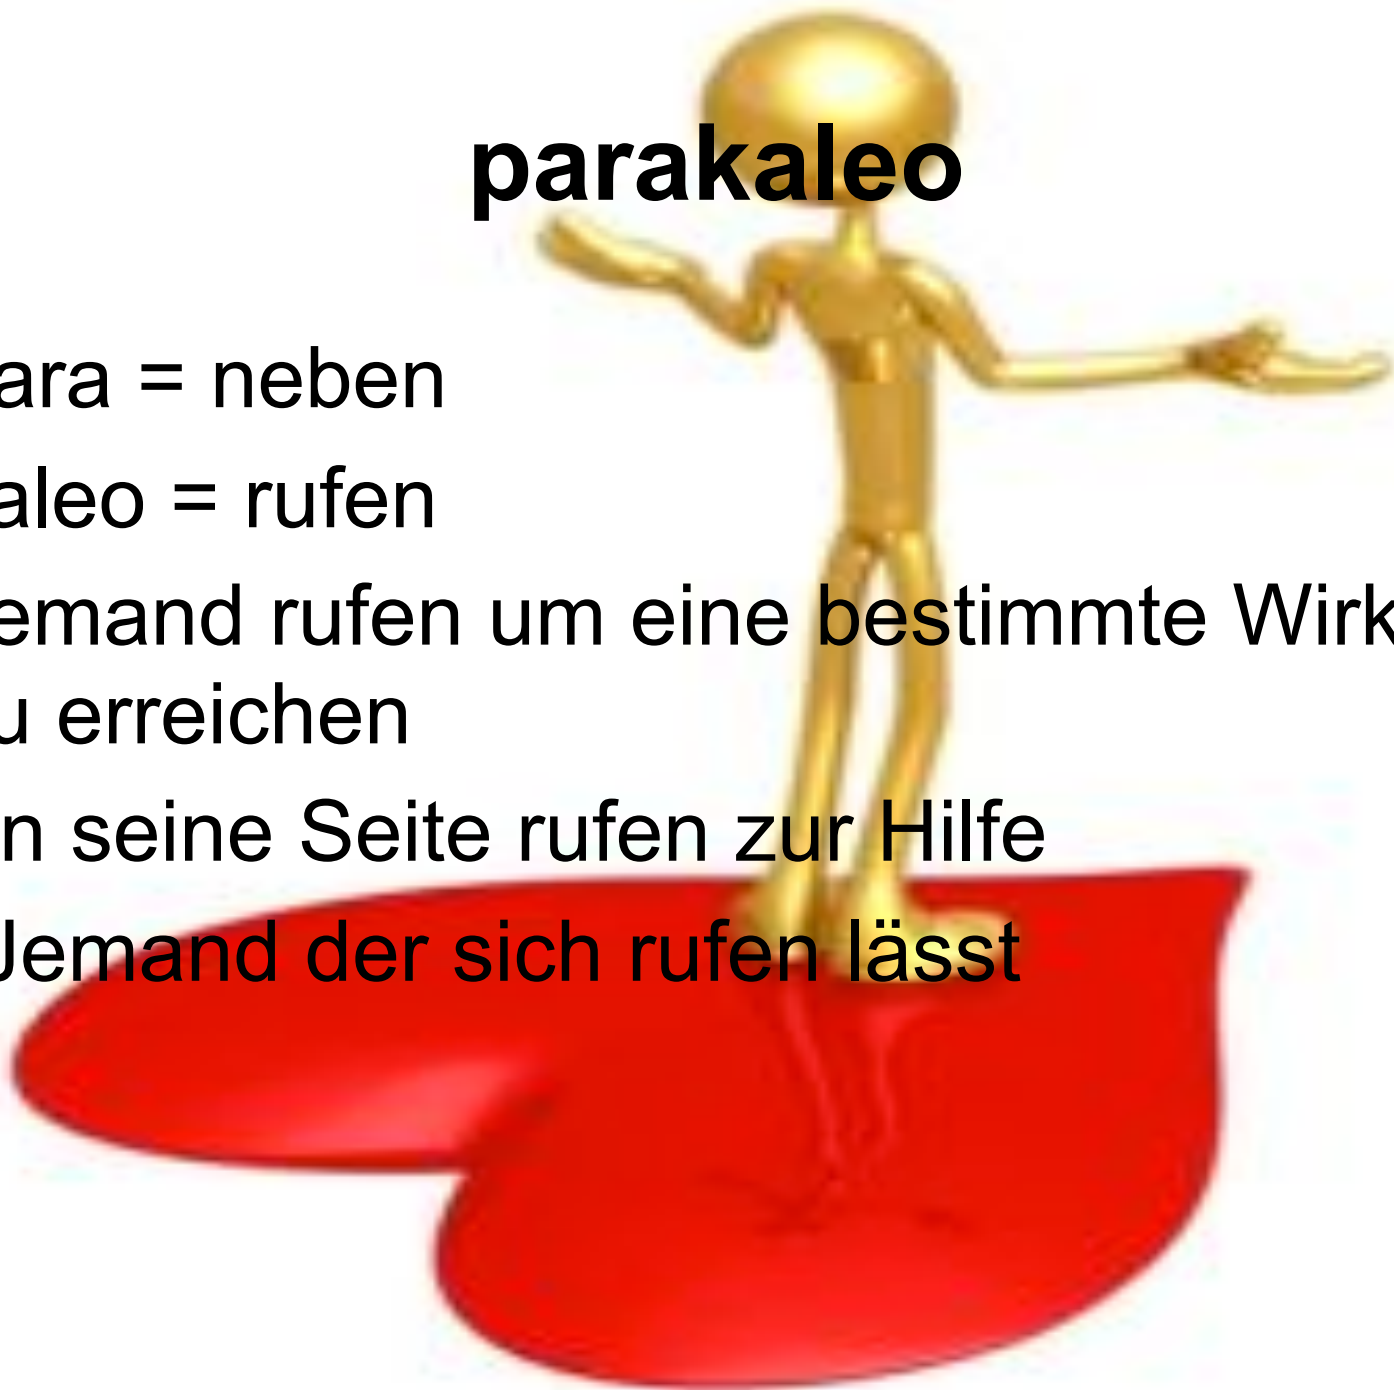 parakaleo
ara = neben
aleo = rufen
emand rufen um eine bestimmte Wirk
u erreichen
n seine Seite rufen zur Hilfe
Jemand der sich rufen lässt